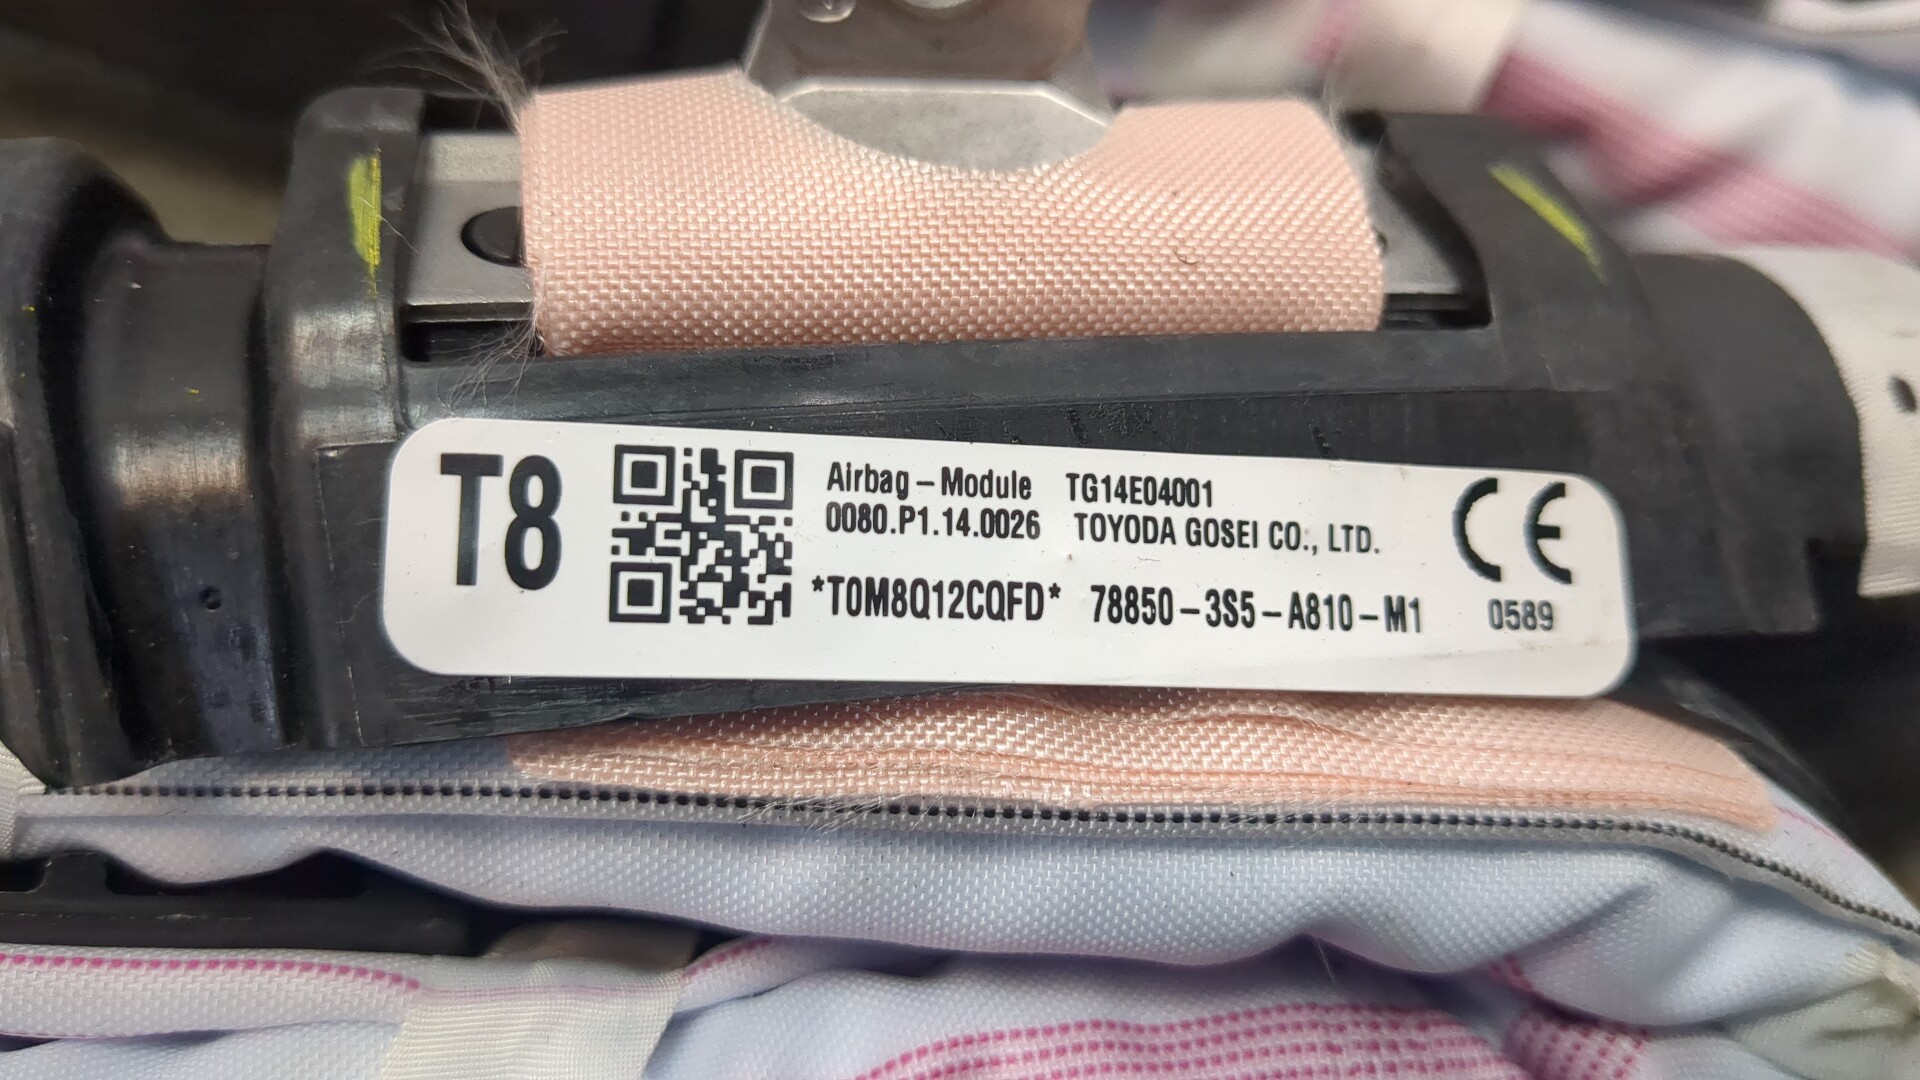 T8
Airbag – Module TG14E04001
0080.P1.14.0026 TOYODA GOSEI CO., LTD.
*T0M8Q12CQFD* 78850–3S5–A810–M1
CE
0589